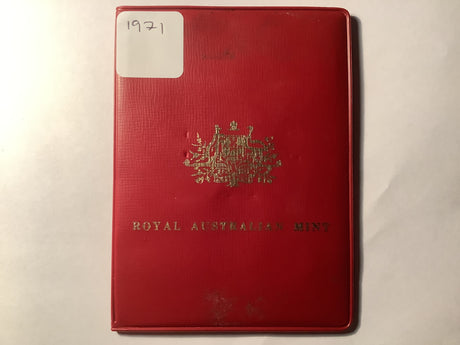 1971
ROYAL AUSTRALIAN MINT